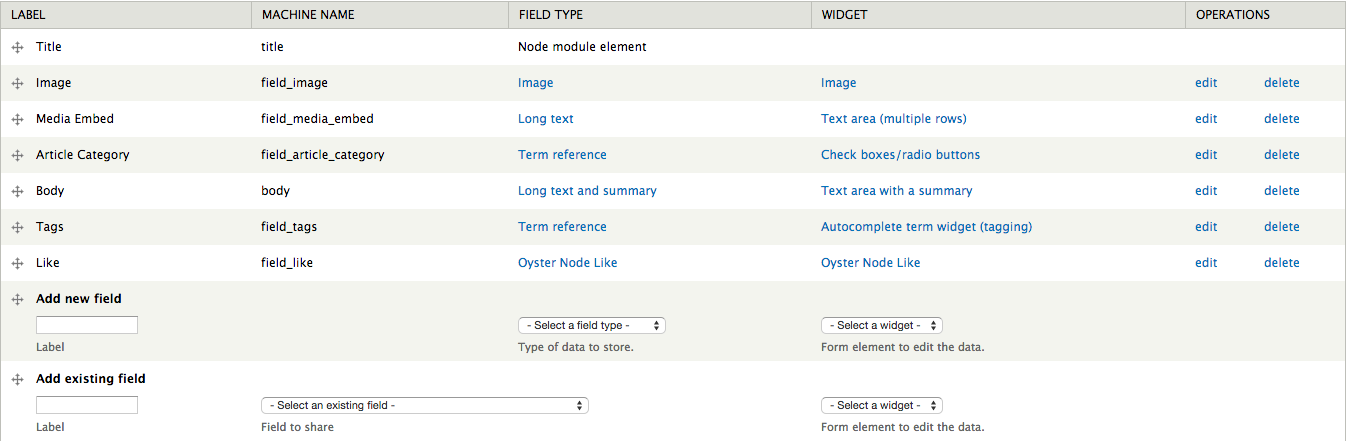 LABEL MACHINE NAME FIELD TYPE WIDGET OPERATIONS
Title title Node module element
Image field_image Image Image edit delete
Media Embed field_media_embed Long text Text area (multiple rows) edit delete
Article Category field_article_category Term reference Check boxes/radio buttons edit delete
Body body Long text and summary Text area with a summary edit delete
Tags field_tags Term reference Autocomplete term widget (tagging) edit delete
Like field_like Oyster Node Like Oyster Node Like edit delete
Add new field
- Select a field type - - Select a widget -
Label Type of data to store. Form element to edit the data.
Add existing field
- Select an existing field - - Select a widget -
Label Field to share Form element to edit the data.